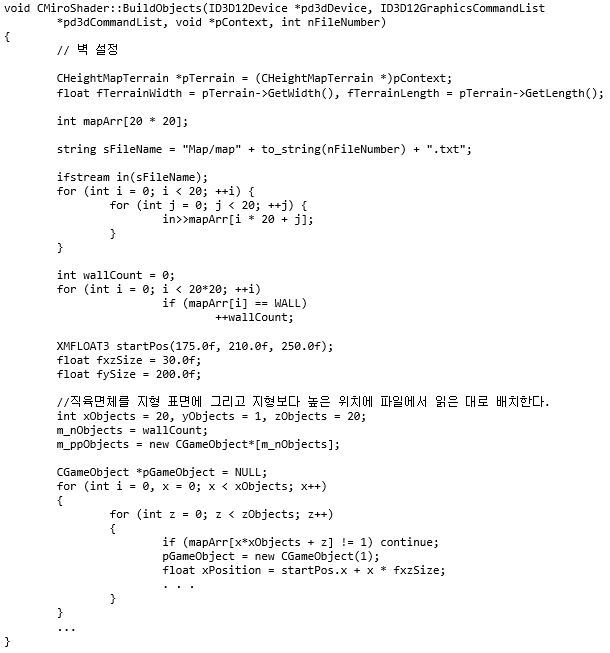 void CMiroShader::BuildObjects(ID3D12Device *pd3dDevice, ID3D12GraphicsCommandList
*pd3dCommandList, void *pContext, int nFileNumber)
{
// 벽 설정
CHeightMapTerrain *pTerrain = (CHeightMapTerrain *)pContext;
float fTerrainWidth = pTerrain->GetWidth(), fTerrainLength = pTerrain->GetLength();
int mapArr[20 * 20];
string sFileName = "Map/map" + to_string(nFileNumber) + ".txt";
ifstream in(sFileName);
for (int i = 0; i < 20; ++i) {
for (int j = 0; j < 20; ++j) {
in>>mapArr[i * 20 + j];
}
}
int wallCount = 0;
for (int i = 0; i < 20*20; ++i)
if (mapArr[i] == WALL)
++wallCount;
XMFLOAT3 startPos(175.0f, 210.0f, 250.0f);
float fxzSize = 30.0f;
float fySize = 200.0f;
//직육면체를 지형 표면에 그리고 지형보다 높은 위치에 파일에서 읽은 대로 배치한다.
int xObjects = 20, yObjects = 1, zObjects = 20;
m_nObjects = wallCount;
m_ppObjects = new CGameObject*[m_nObjects];
CGameObject *pGameObject = NULL;
for (int i = 0, x = 0; x < xObjects; x++)
{
for (int z = 0; z < zObjects; z++)
{
if (mapArr[x*xObjects + z] != 1) continue;
pGameObject = new CGameObject(1);
float xPosition = startPos.x + x * fxzSize;
. . .
}
}
...
}